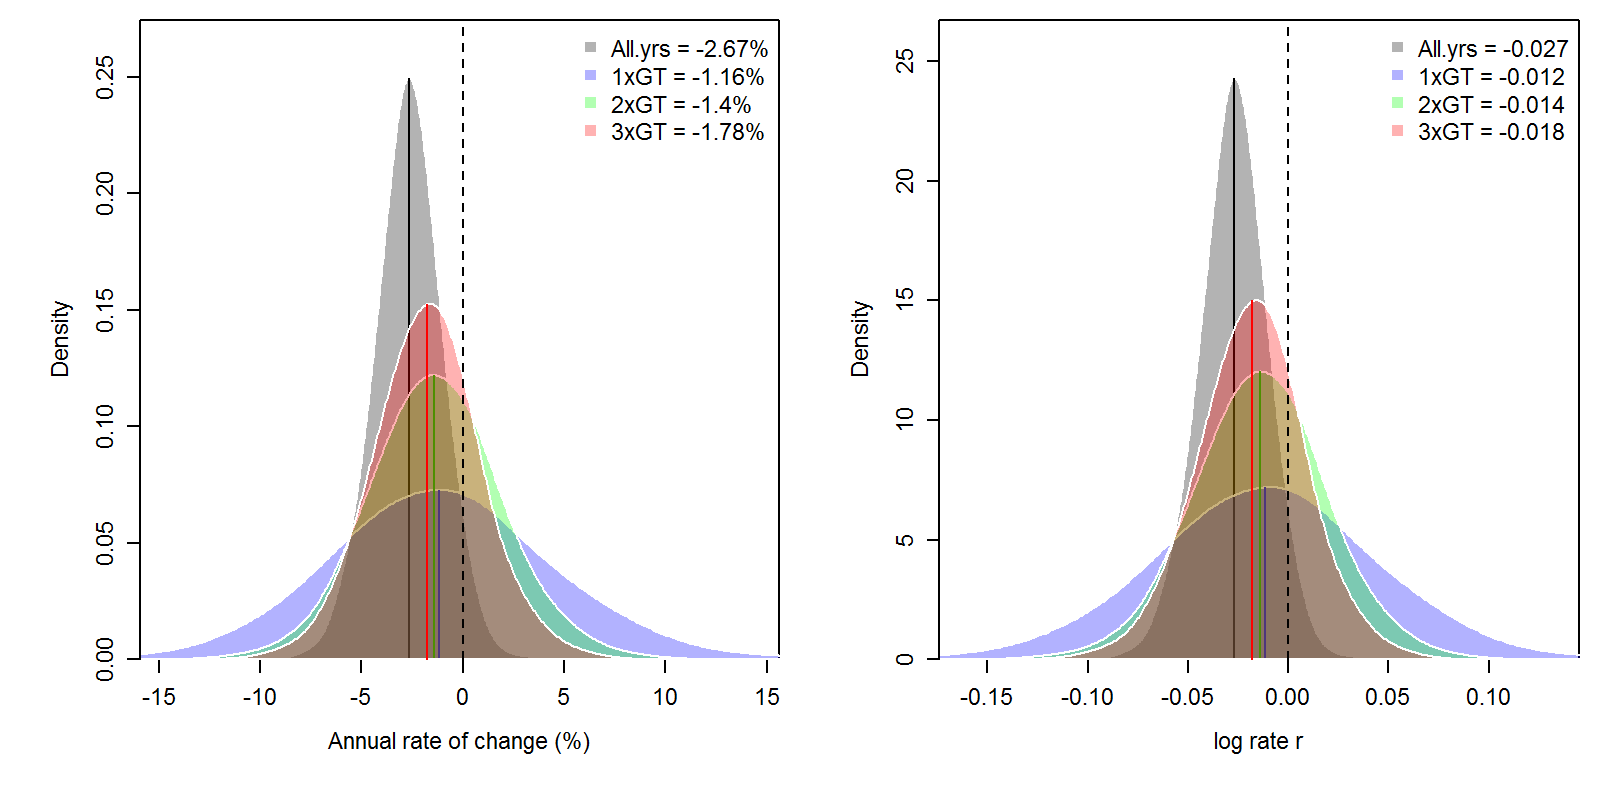 All.yrs = -2.67%
1xGT = -1.16%
2xGT = -1.4%
3xGT = -1.78%
0.25
0.20
0.15
0.10
0.05
0.00
Density
-15 -10 -5 0 5 10 15
Annual rate of change (%)
All.yrs = -0.027
1xGT = -0.012
2xGT = -0.014
3xGT = -0.018
25
20
15
10
5
0
Density
-0.15 -0.10 -0.05 0.00 0.05 0.10
log rate r